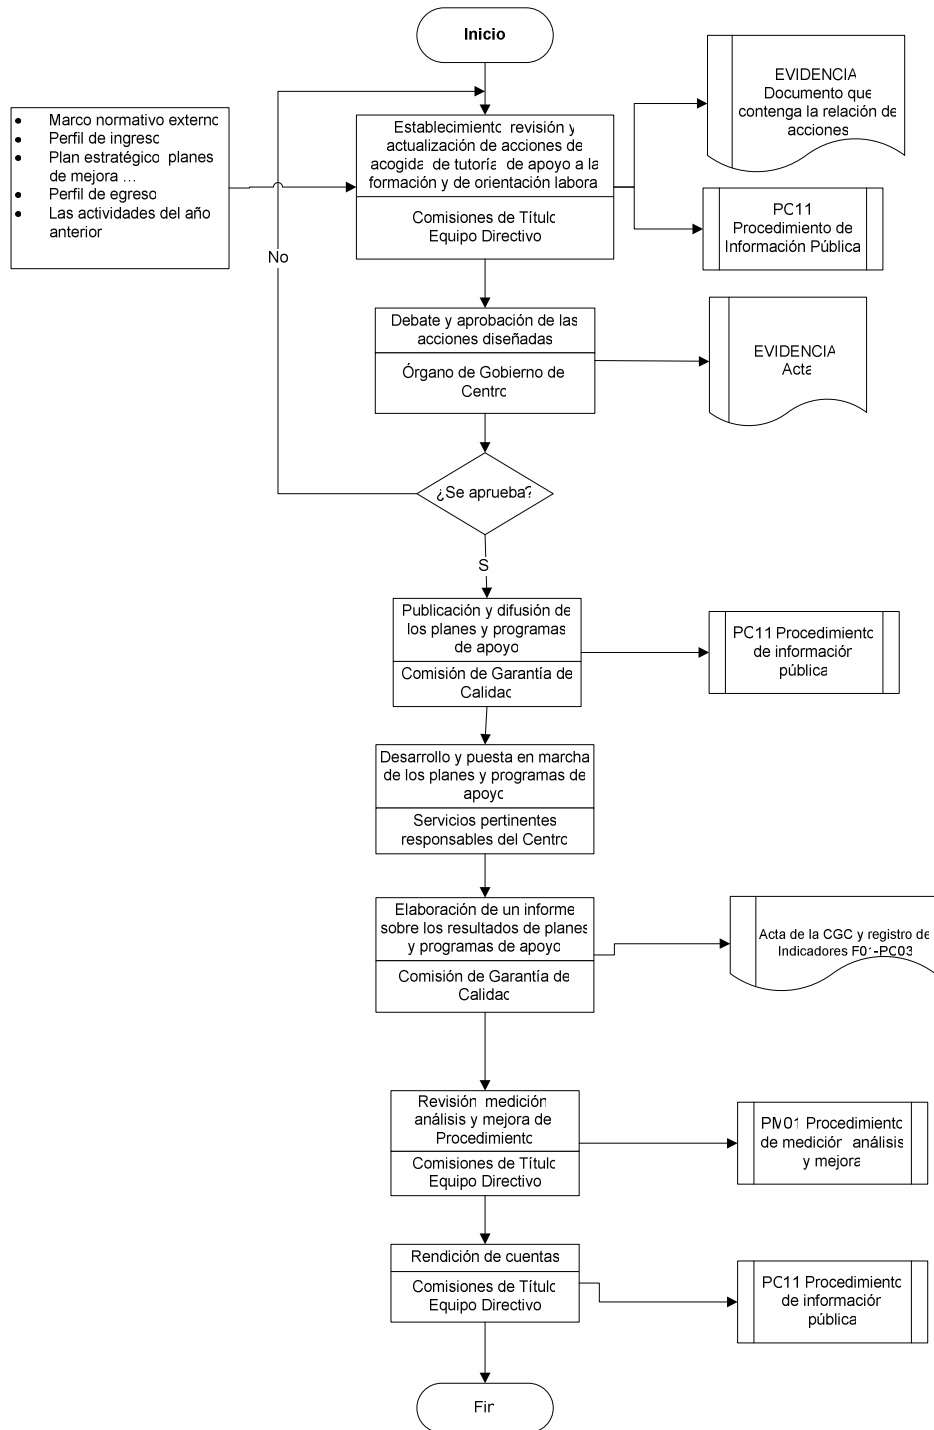 Inicio
EVIDENCIA
Documento que
contenga la relación de
acciones
Marco normativo externo
Perfil de ingreso
Plan estratégico planes
de mejora ...
Perfil de egreso
Las actividades del año
anterior
Establecimiento revisión y
actualización de acciones de
acogida de tutoría de apoyo a la
formación y de orientación labora
Comisiones de Título
Equipo Directivo
PC11
Procedimiento de
Información Pública
No
Debate y aprobación de las
acciones diseñadas
Órgano de Gobierno de
Centro
EVIDENCIA
Acta
¿Se aprueba?
S
Publicación y difusión de
los planes y programas
de apoyo
Comisión de Garantía de
Calidad
PC11 Procedimiento
de información
pública
Desarrollo y puesta en marcha
de los planes y programas de
apoyo
Servicios pertinentes
responsables del Centro
Elaboración de un informe
sobre los resultados de planes
y programas de apoyo
Comisión de Garantía de
Calidad
Acta de la CGC y registro de
Indicadores F01-PC03
Revisión medición
análisis y mejora de
Procedimiento
Comisiones de Título
Equipo Directivo
PM01 Procedimiento
de medición análisis
y mejora
Rendición de cuentas
Comisiones de Título
Equipo Directivo
PC11 Procedimiento
de información
pública
Fin